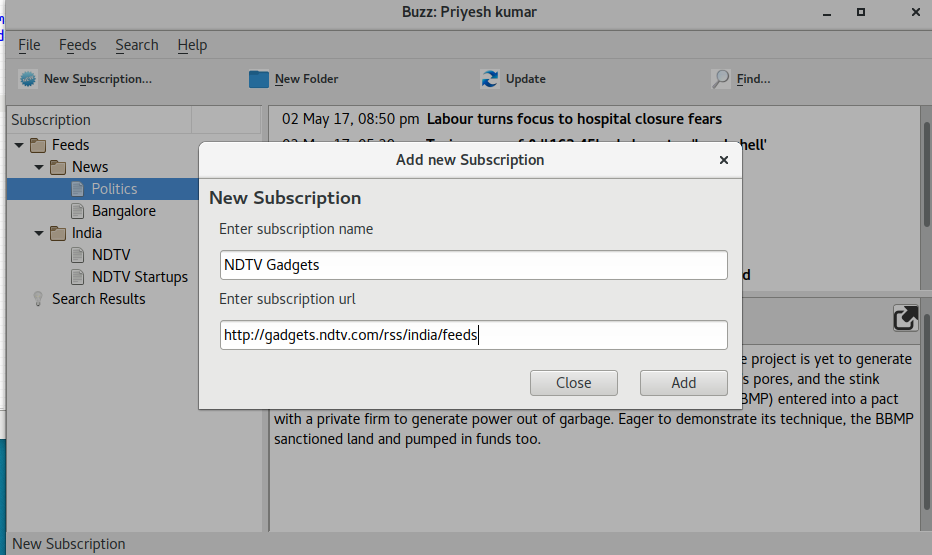 Buzz: Priyesh kumar
File Feeds Search Help
New Subscription... New Folder Update Find...
Subscription
02 May 17, 08:50 pm Labour turns focus to hospital closure fears
Feeds
News
Politics
Bangalore
India
NDTV
NDTV Startups
Search Results
Add new Subscription
New Subscription
Enter subscription name
NDTV Gadgets
Enter subscription url
http://gadgets.ndtv.com/rss/india/feeds
Close Add
e project is yet to generate
s pores, and the stink
BMP) entered into a pact
with a private firm to generate power out of garbage. Eager to demonstrate its technique, the BBMP
sanctioned land and pumped in funds too.
New Subscription